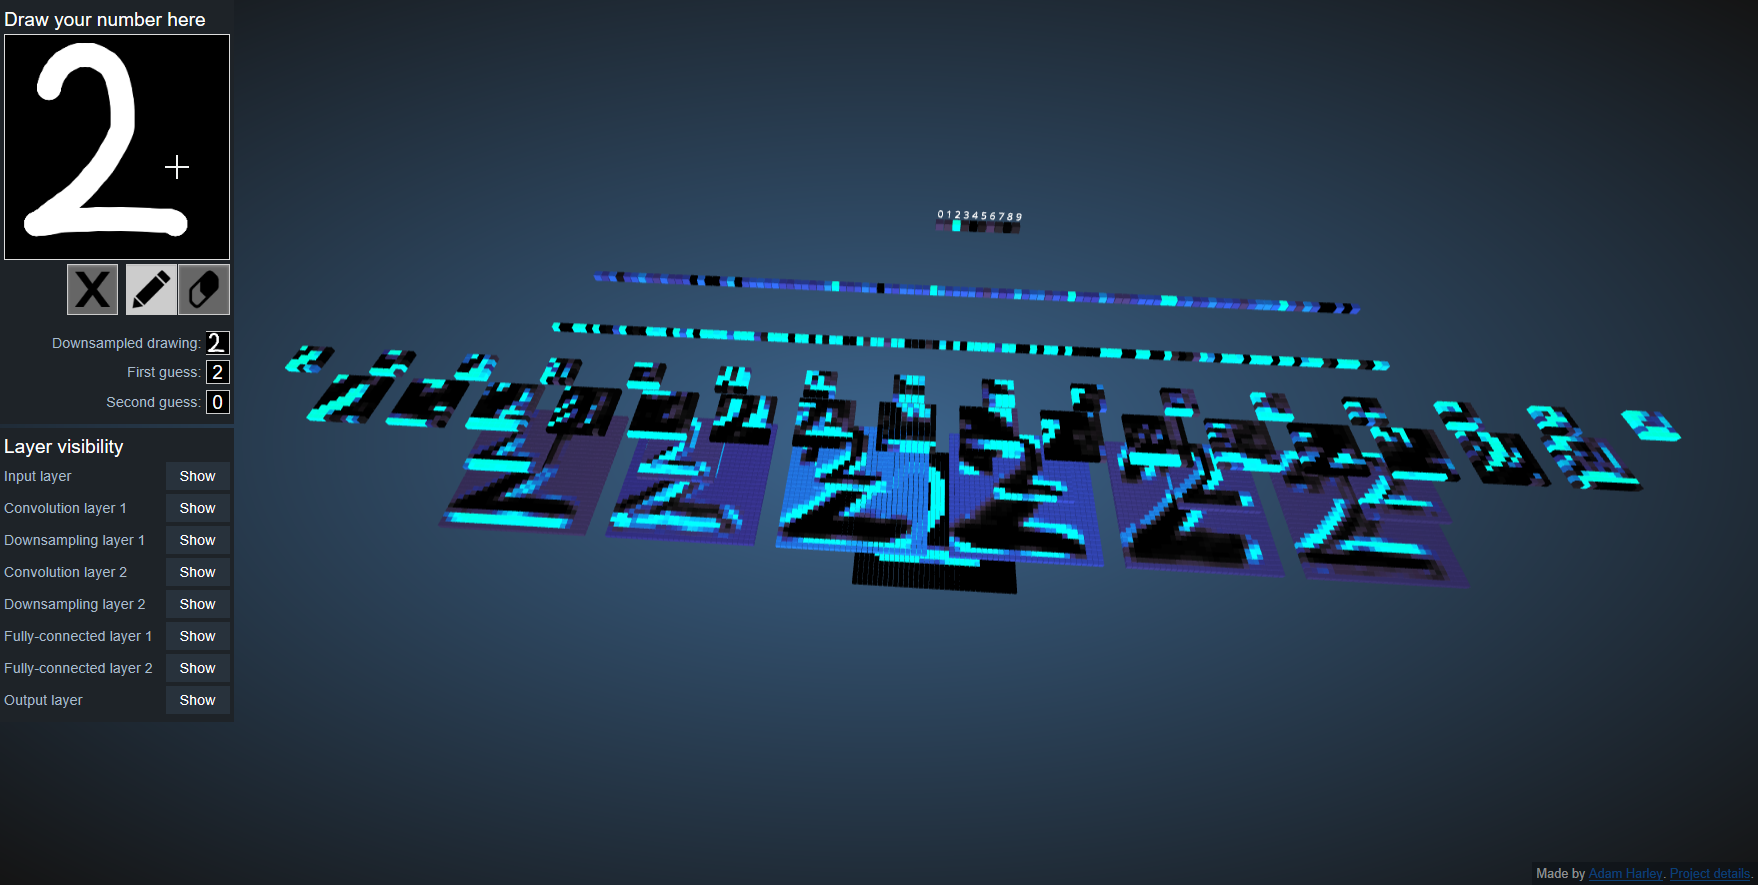 Draw your number here
2
X
Downsampled drawing: 2
First guess: 2
Second guess: 0
Layer visibility
Input layer Show
Convolution layer 1 Show
Downsampling layer 1 Show
Convolution layer 2 Show
Downsampling layer 2 Show
Fully-connected layer 1 Show
Fully-connected layer 2 Show
Output layer Show
0 1 2 3 4 5 6 7 8 9
Made by Adam Harley. Project details.